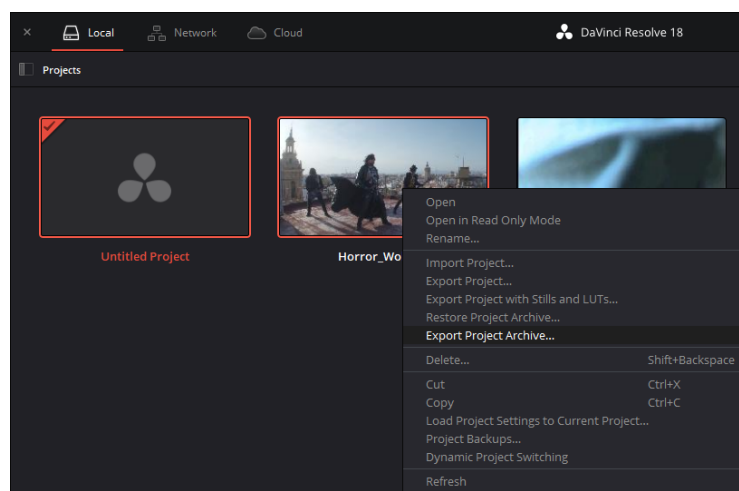 Local Network Cloud DaVinci Resolve 18
Projects
Untitled Project
Horror_Wo
Open
Open in Read Only Mode
Rename...
Import Project...
Export Project...
Export Project with Stills and LUTs...
Restore Project Archive...
Export Project Archive...
Delete... Shift+Backspace
Cut Ctrl+X
Copy Ctrl+C
Load Project Settings to Current Project...
Project Backups...
Dynamic Project Switching
Refresh